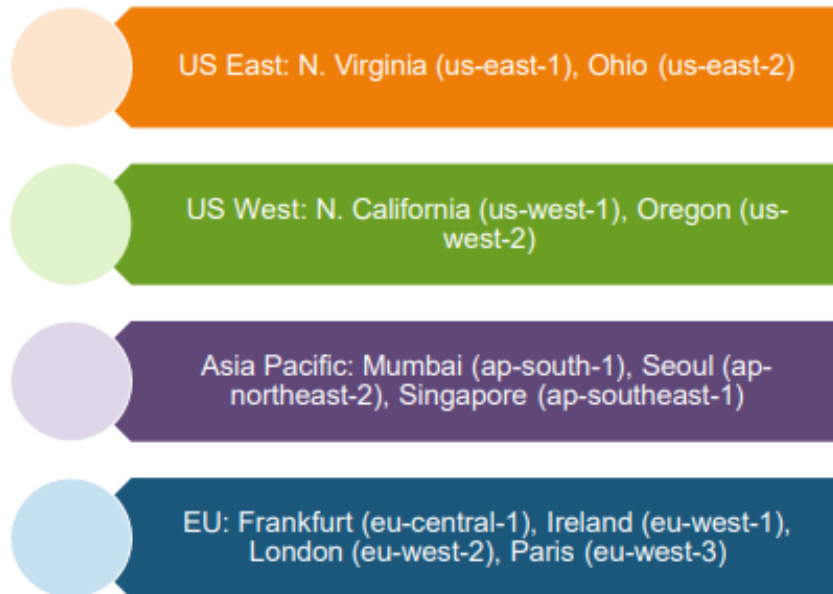 US East: N. Virginia (us-east-1), Ohio (us-east-2)
US West: N. California (us-west-1), Oregon (us-
west-2)
Asia Pacific: Mumbai (ap-south-1), Seoul (ap-
northeast-2), Singapore (ap-southeast-1)
EU: Frankfurt (eu-central-1), Ireland (eu-west-1),
London (eu-west-2), Paris (eu-west-3)